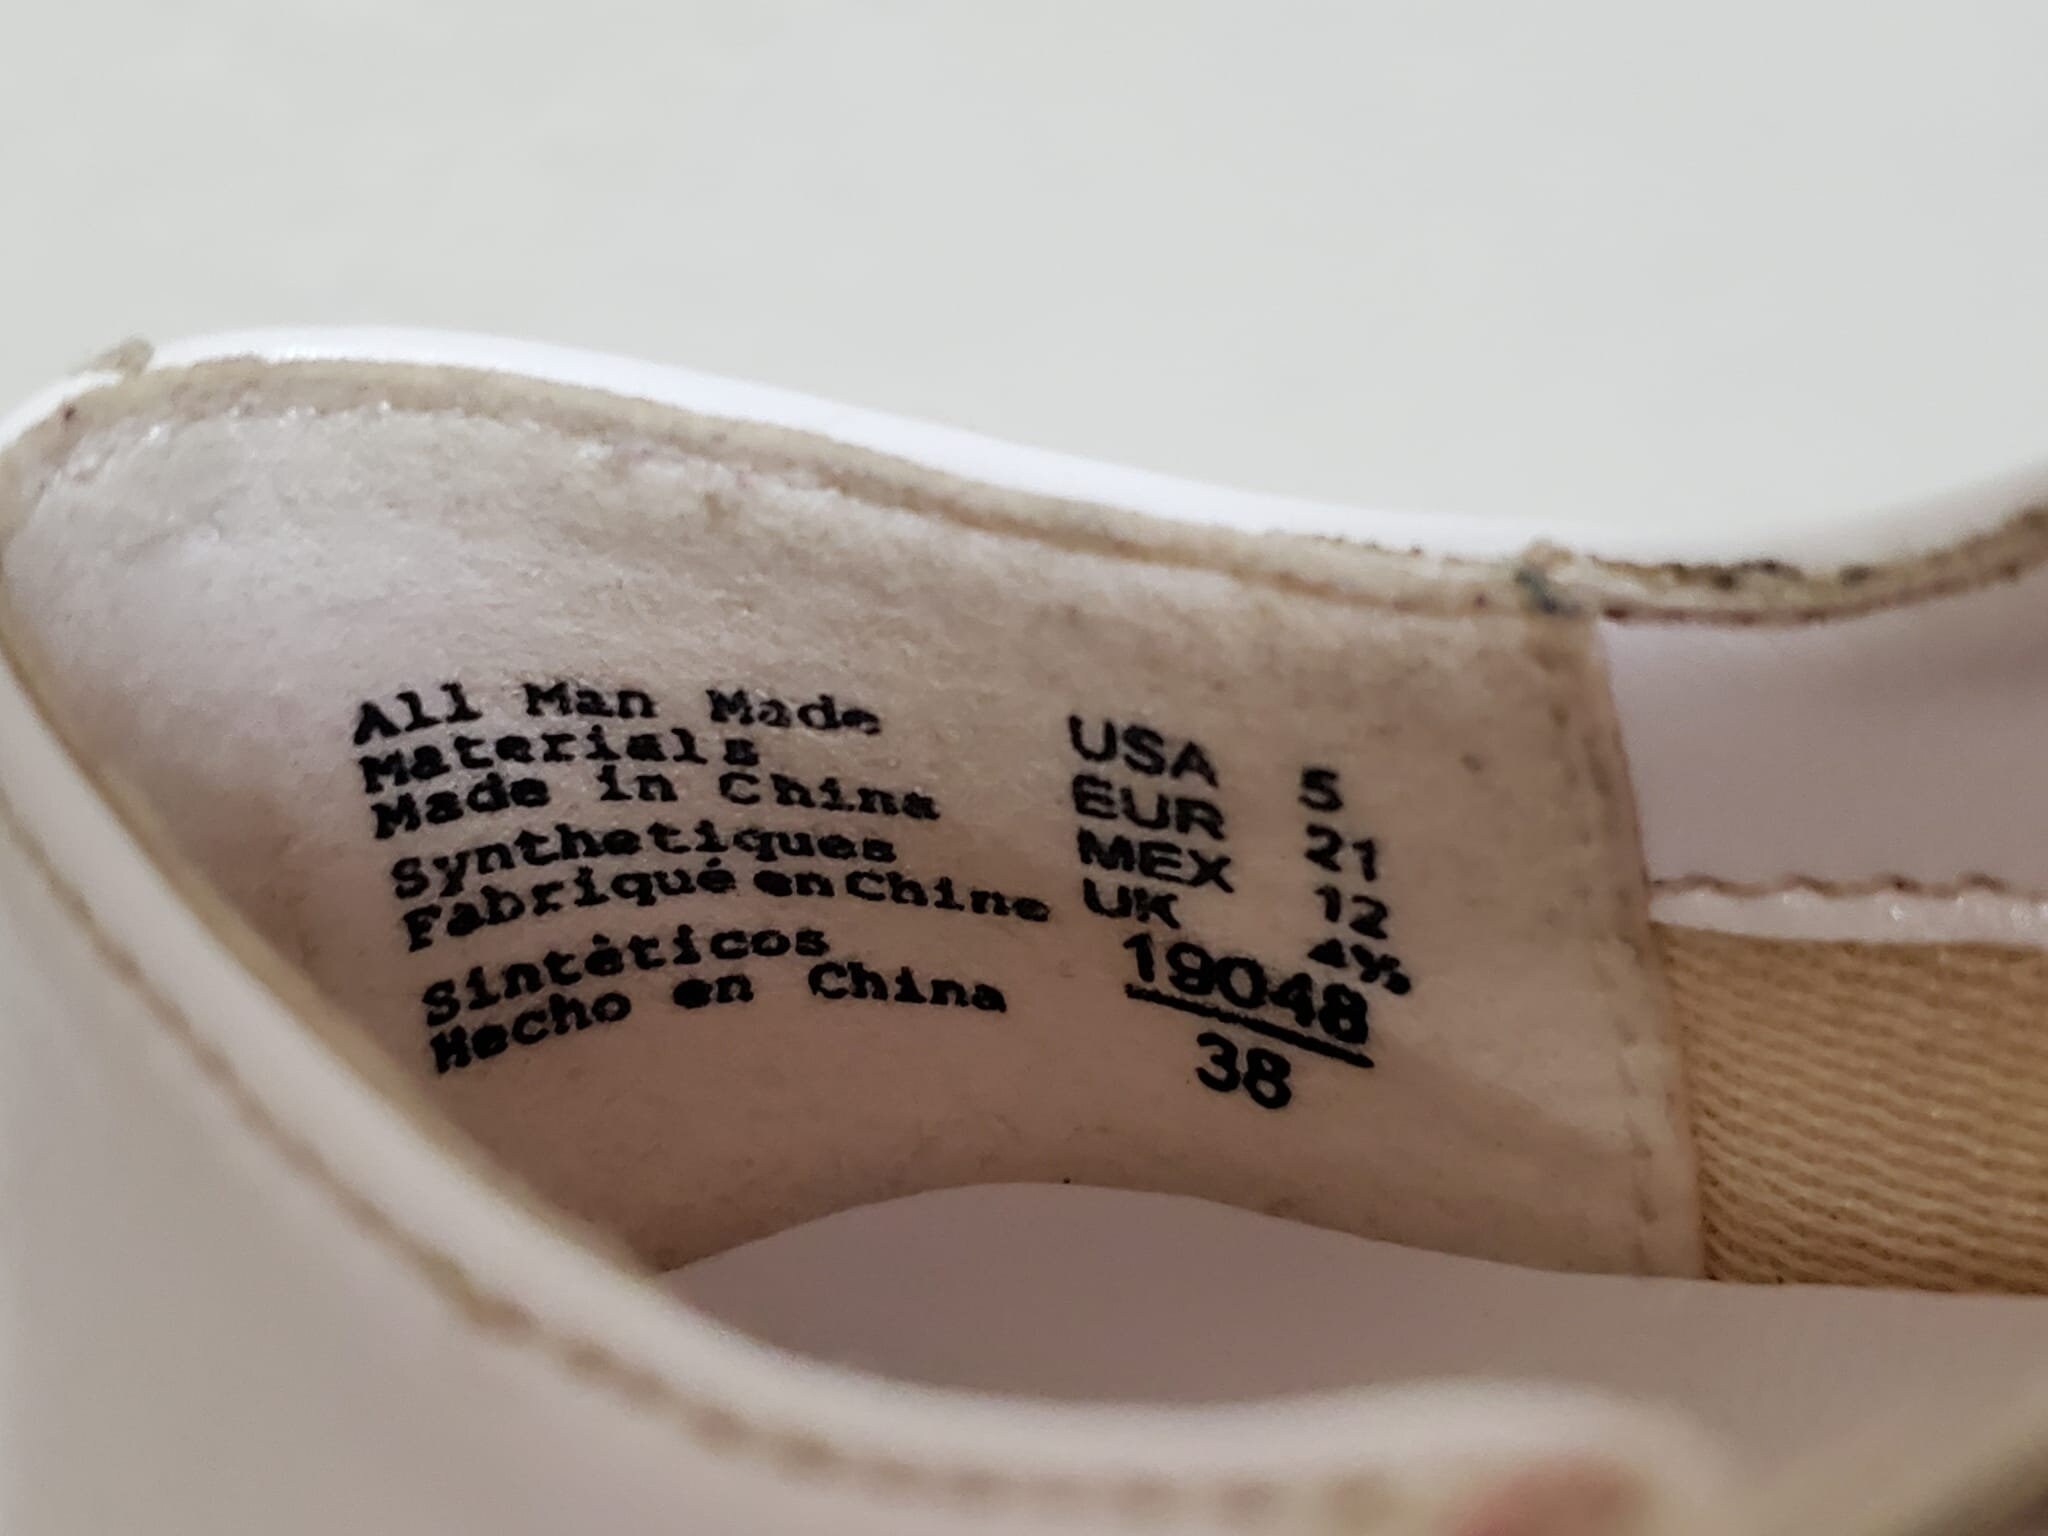 All Man Made
Materials
Made in China
Synthetiques
Fabriqué en Chine
Sintèticos
Hecho en China
USA 5
EUR 21
MEX 12
UK 4½
19048
38